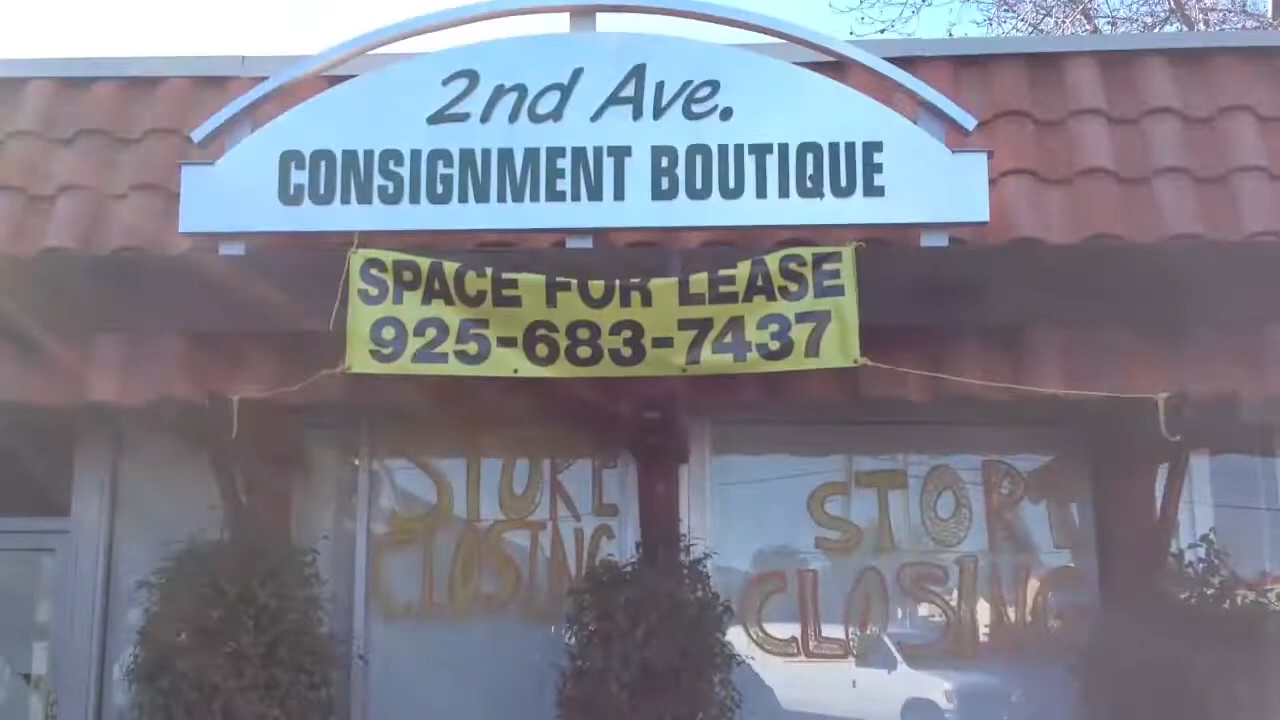 2nd Ave.
CONSIGNMENT BOUTIQUE
SPACE FOR LEASE
925-683-7437
STORE
CLOSING
STORE
CLOSING